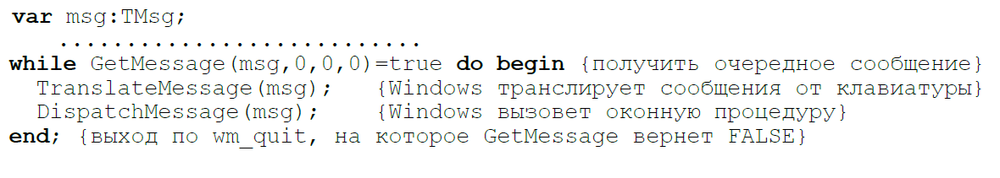 var msg:TMsg;
...........................
while GetMessage(msg,0,0,0)=true do begin {получить очередное сообщение}
TranslateMessage(msg); {Windows транслирует сообщения от клавиатуры}
DispatchMessage(msg); {Windows вызовет оконную процедуру}
end; {выход по wm_quit, на которое GetMessage вернет FALSE}